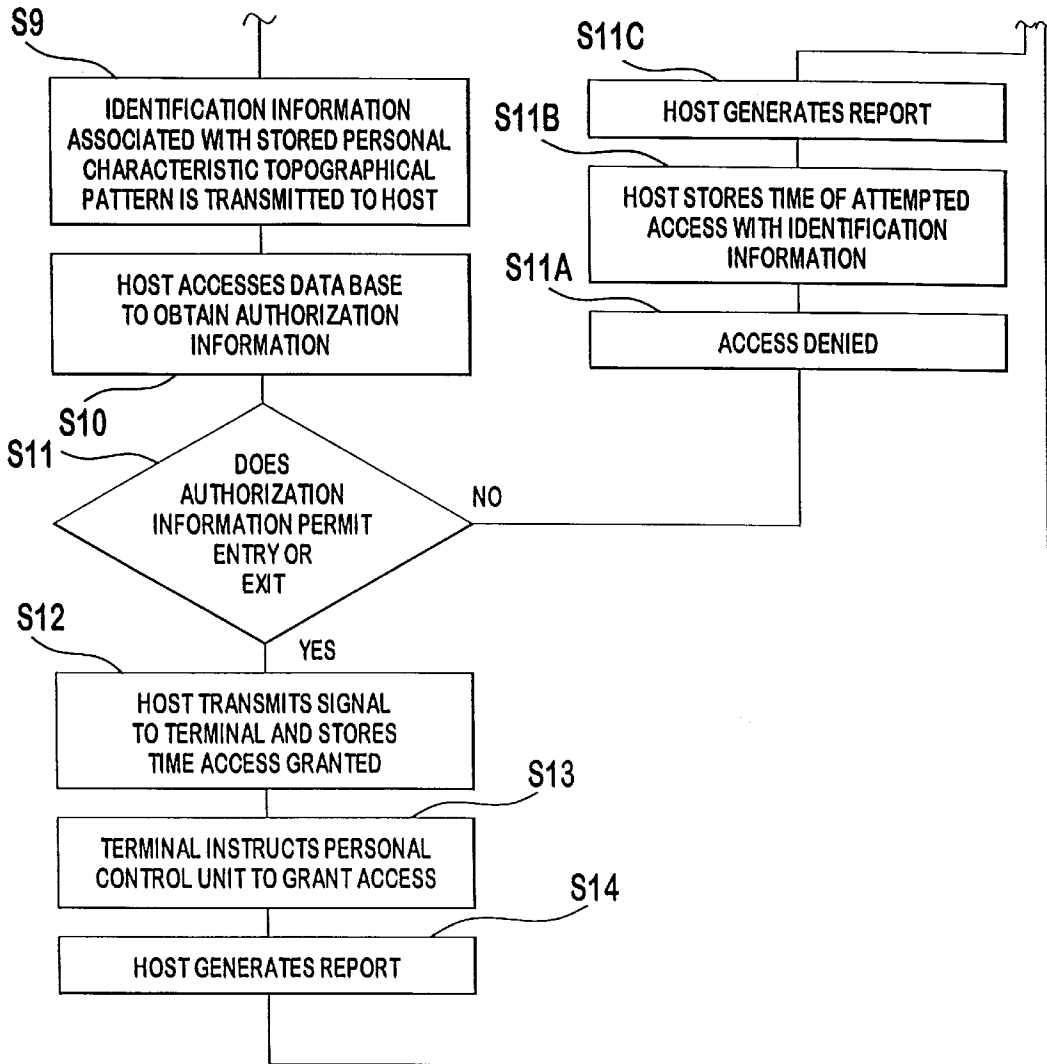 S9
IDENTIFICATION INFORMATION
ASSOCIATED WITH STORED PERSONAL
CHARACTERISTIC TOPOGRAPHICAL
PATTERN IS TRANSMITTED TO HOST
HOST ACCESSES DATA BASE
TO OBTAIN AUTHORIZATION
INFORMATION
S10
S11
DOES
AUTHORIZATION
INFORMATION PERMIT
ENTRY OR
EXIT
NO
S11A
ACCESS DENIED
S11B
HOST STORES TIME OF ATTEMPTED
ACCESS WITH IDENTIFICATION
INFORMATION
S11C
HOST GENERATES REPORT
YES
S12
HOST TRANSMITS SIGNAL
TO TERMINAL AND STORES
TIME ACCESS GRANTED
S13
TERMINAL INSTRUCTS PERSONAL
CONTROL UNIT TO GRANT ACCESS
S14
HOST GENERATES REPORT